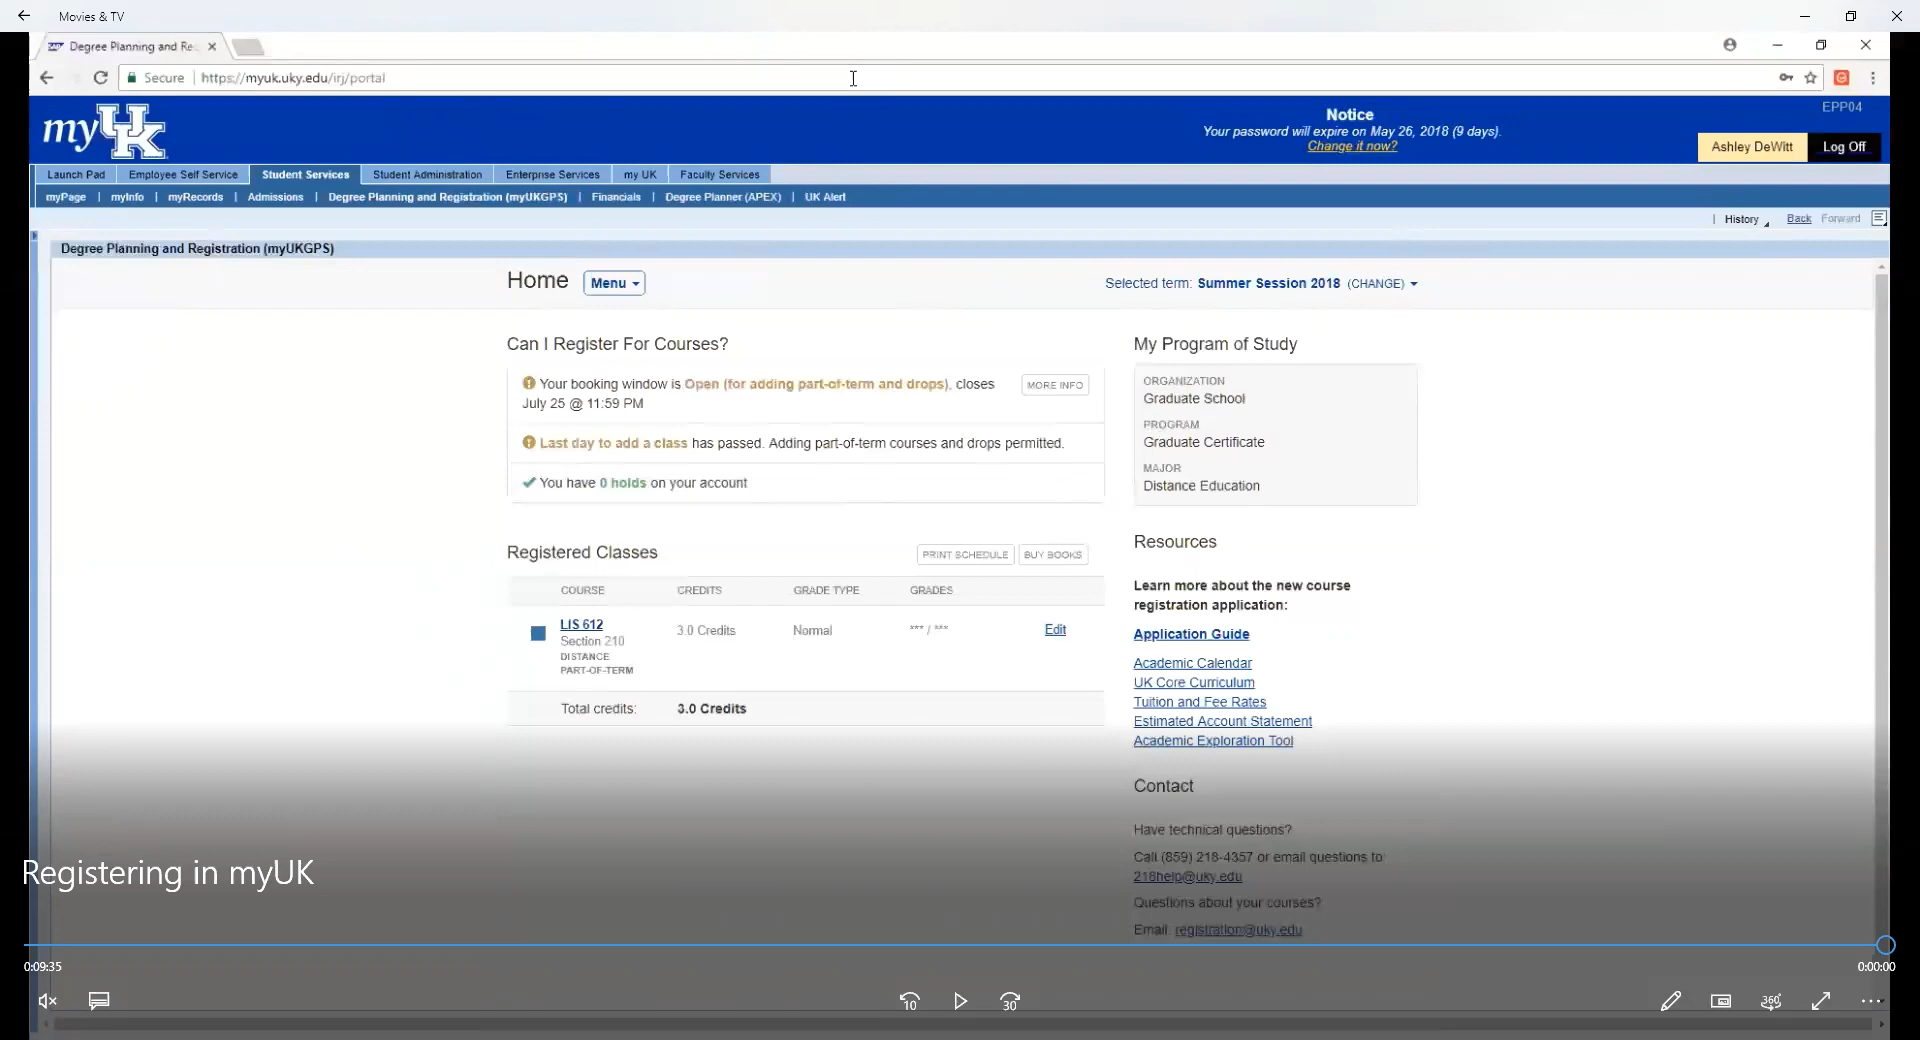 Movies & TV
Degree Planning and Re
Secure
https://myuk.uky.edu/irj/portal
myUK
Notice
Your password will expire on May 26, 2018 (9 days).
Change it now?
EPP04
Ashley DeWitt
Log Off
Launch Pad Employee Self Service Student Services Student Administration Enterprise Services my UK Faculty Services
myPage | myInfo | myRecords | Admissions | Degree Planning and Registration (myUKGPS) | Financials | Degree Planner (APEX) | UK Alert
| History Back Forward
Degree Planning and Registration (myUKGPS)
Home Menu
Selected term: Summer Session 2018 (CHANGE)
Can I Register For Courses?
Your booking window is Open (for adding part-of-term and drops), closes
July 25 @ 11:59 PM
MORE INFO
Last day to add a class has passed. Adding part-of-term courses and drops permitted.
You have 0 holds on your account
Registered Classes
PRINT SCHEDULE BUY BOOKS
COURSE CREDITS GRADE TYPE GRADES
LIS 612 3.0 Credits Normal *** / *** Edit
Section 210
DISTANCE
PART-OF-TERM
Total credits: 3.0 Credits
My Program of Study
ORGANIZATION
Graduate School
PROGRAM
Graduate Certificate
MAJOR
Distance Education
Resources
Learn more about the new course
registration application:
Application Guide
Academic Calendar
UK Core Curriculum
Tuition and Fee Rates
Estimated Account Statement
Academic Exploration Tool
Contact
Have technical questions?
Call (859) 218-4357 or email questions to
218help@uky.edu
Questions about your courses?
Email: registration@uky.edu
Registering in myUK
0:09:35
0:00:00
10
30
360